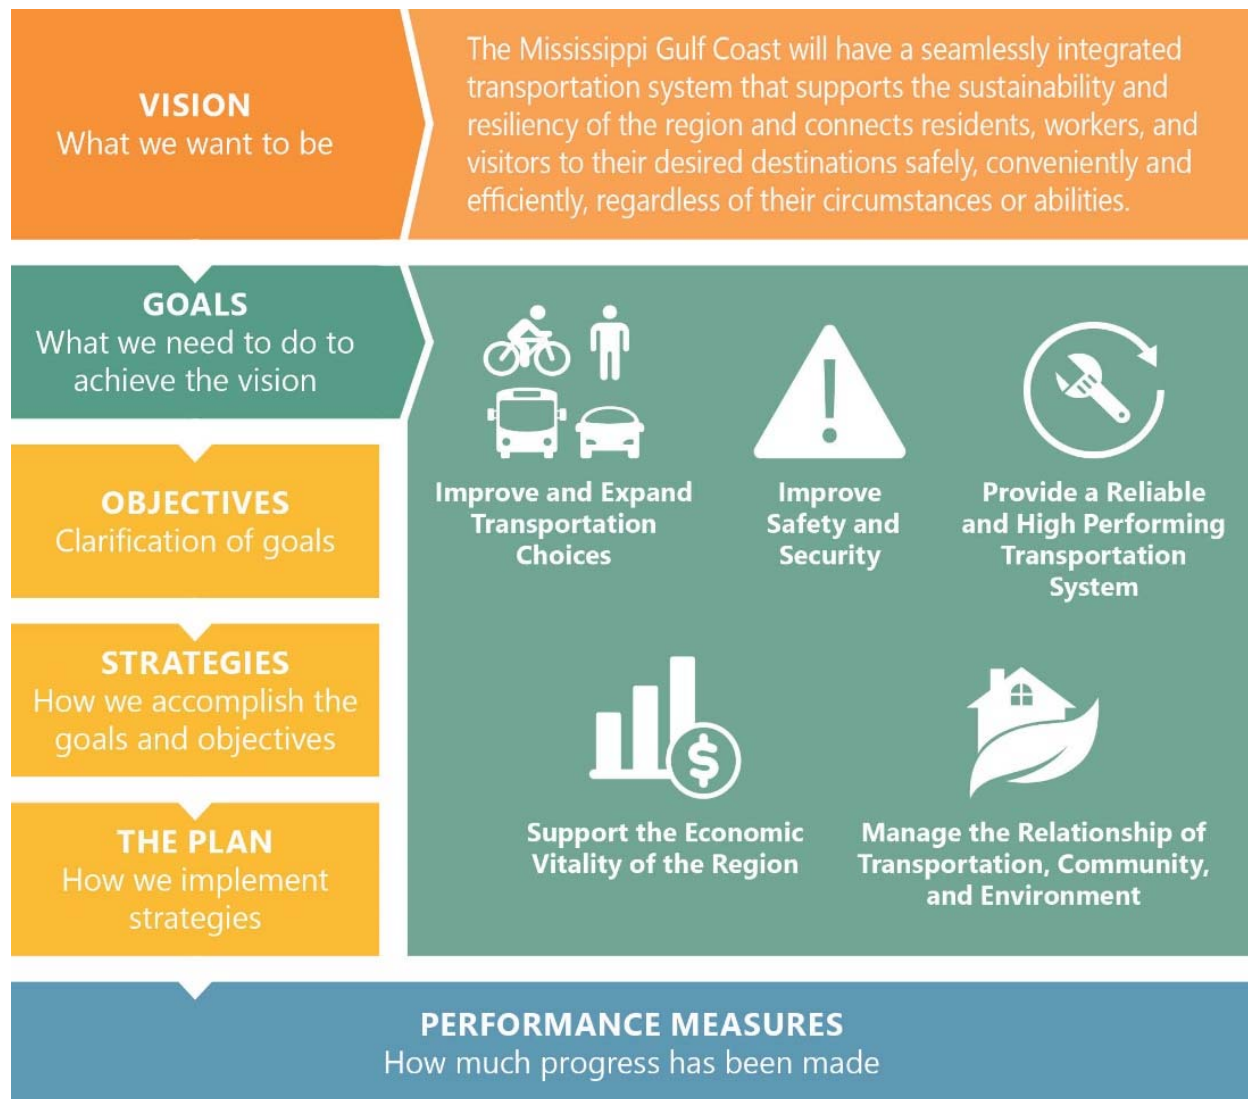 VISION
What we want to be
The Mississippi Gulf Coast will have a seamlessly integrated
transportation system that supports the sustainability and
resiliency of the region and connects residents, workers, and
visitors to their desired destinations safely, conveniently and
efficiently, regardless of their circumstances or abilities.
GOALS
What we need to do to
achieve the vision
Improve and Expand
Transportation
Choices
Improve
Safety and
Security
Provide a Reliable
and High Performing
Transportation
System
Support the Economic
Vitality of the Region
Manage the Relationship of
Transportation, Community,
and Environment
OBJECTIVES
Clarification of goals
STRATEGIES
How we accomplish the
goals and objectives
THE PLAN
How we implement
strategies
PERFORMANCE MEASURES
How much progress has been made